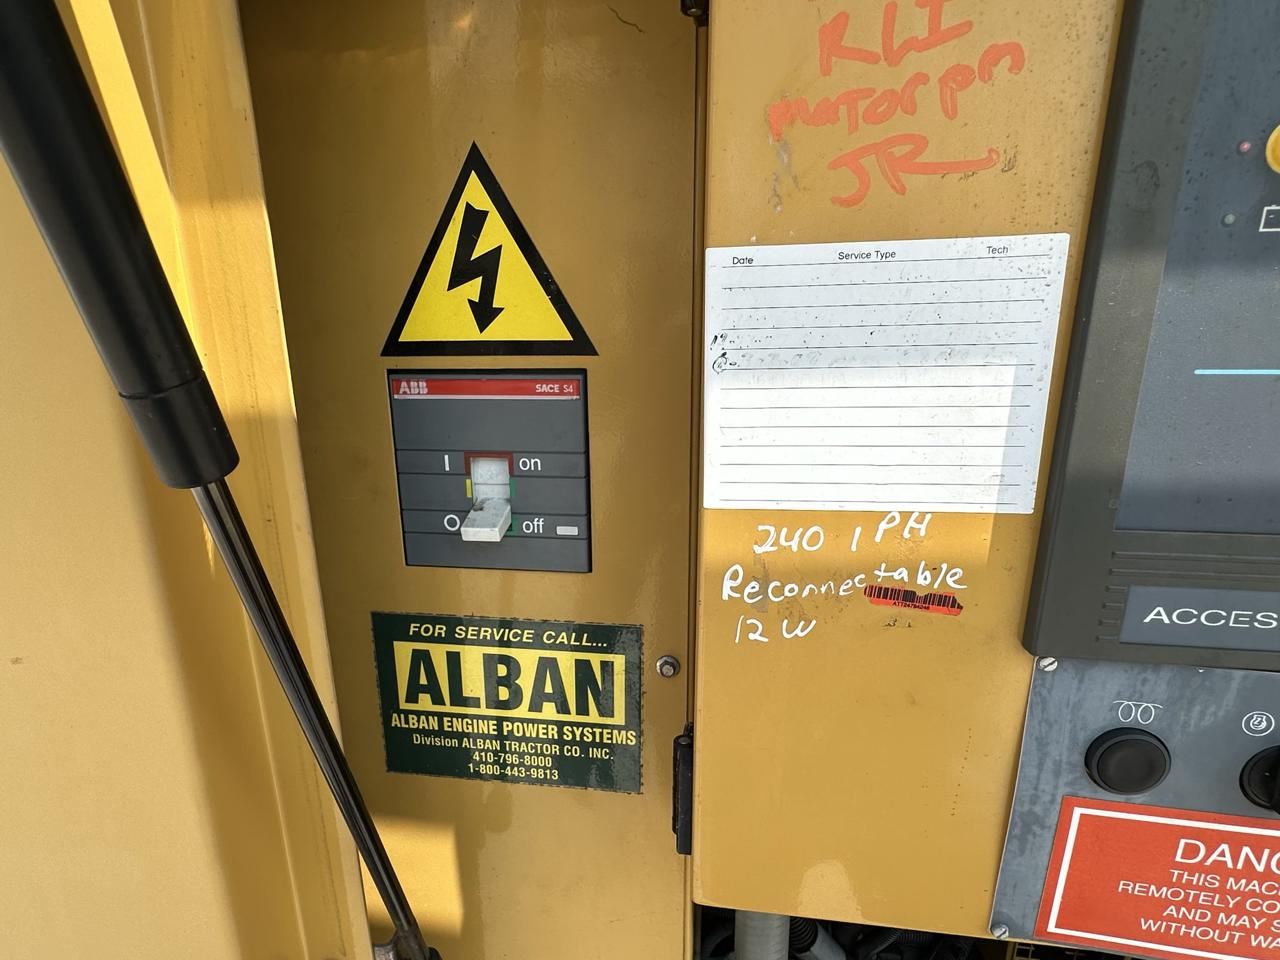 RLI
motorpm
JR
Date Service Type Tech
ABB SACE S4
I on
O off
240 1 PH
Reconnectable
12 W
FOR SERVICE CALL...
ALBAN
ALBAN ENGINE POWER SYSTEMS
Division ALBAN TRACTOR CO. INC.
410-796-8000
1-800-443-9813
ACCES
DANG
THIS MAC
REMOTELY CO
AND MAY S
WITHOUT WA